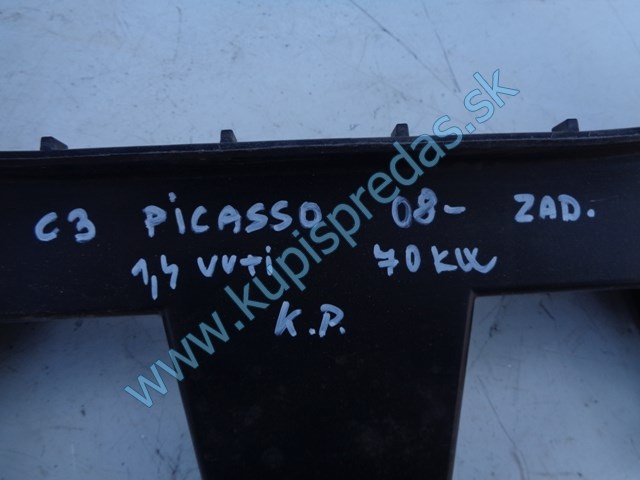 C3 PICASSO 08- ZAD.
1,4 vvti 70 KW
K.P.
www.kupispredas.sk